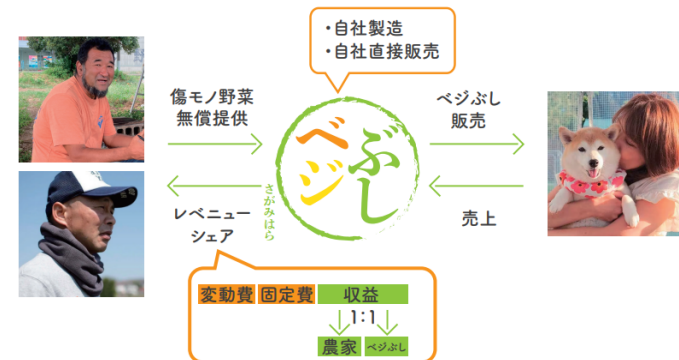 ・自社製造
・自社直接販売
傷モノ野菜
無償提供
ベジぶし
さがみはら
ベジぶし
販売
レベニュー
シェア
売上
変動費 固定費 収益
1:1
農家 ベジぶし